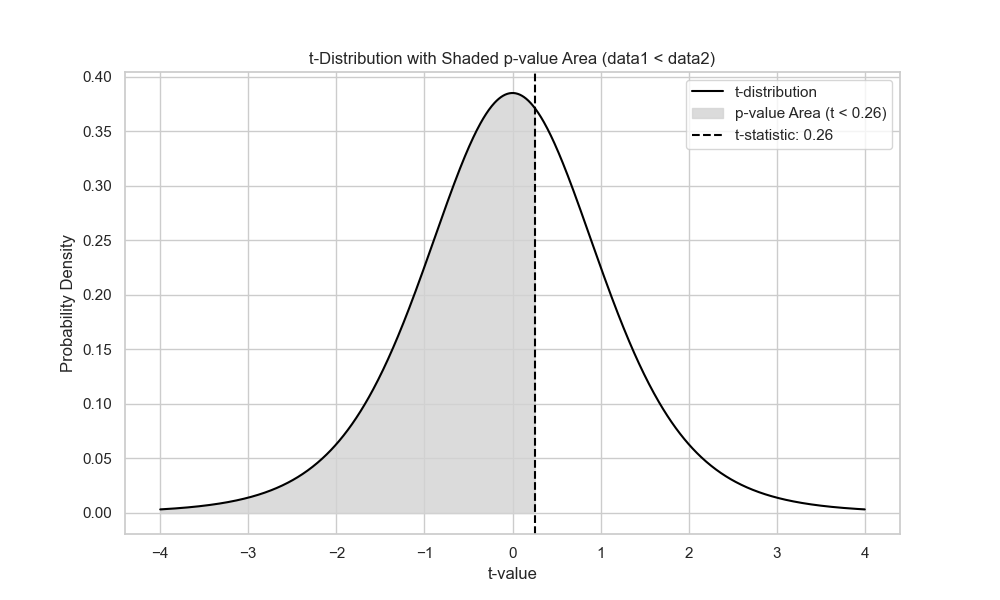 t-Distribution with Shaded p-value Area (data1 < data2)
t-distribution
p-value Area (t < 0.26)
t-statistic: 0.26
Probability Density
0.40
0.35
0.30
0.25
0.20
0.15
0.10
0.05
0.00
−4 −3 −2 −1 0 1 2 3 4
t-value